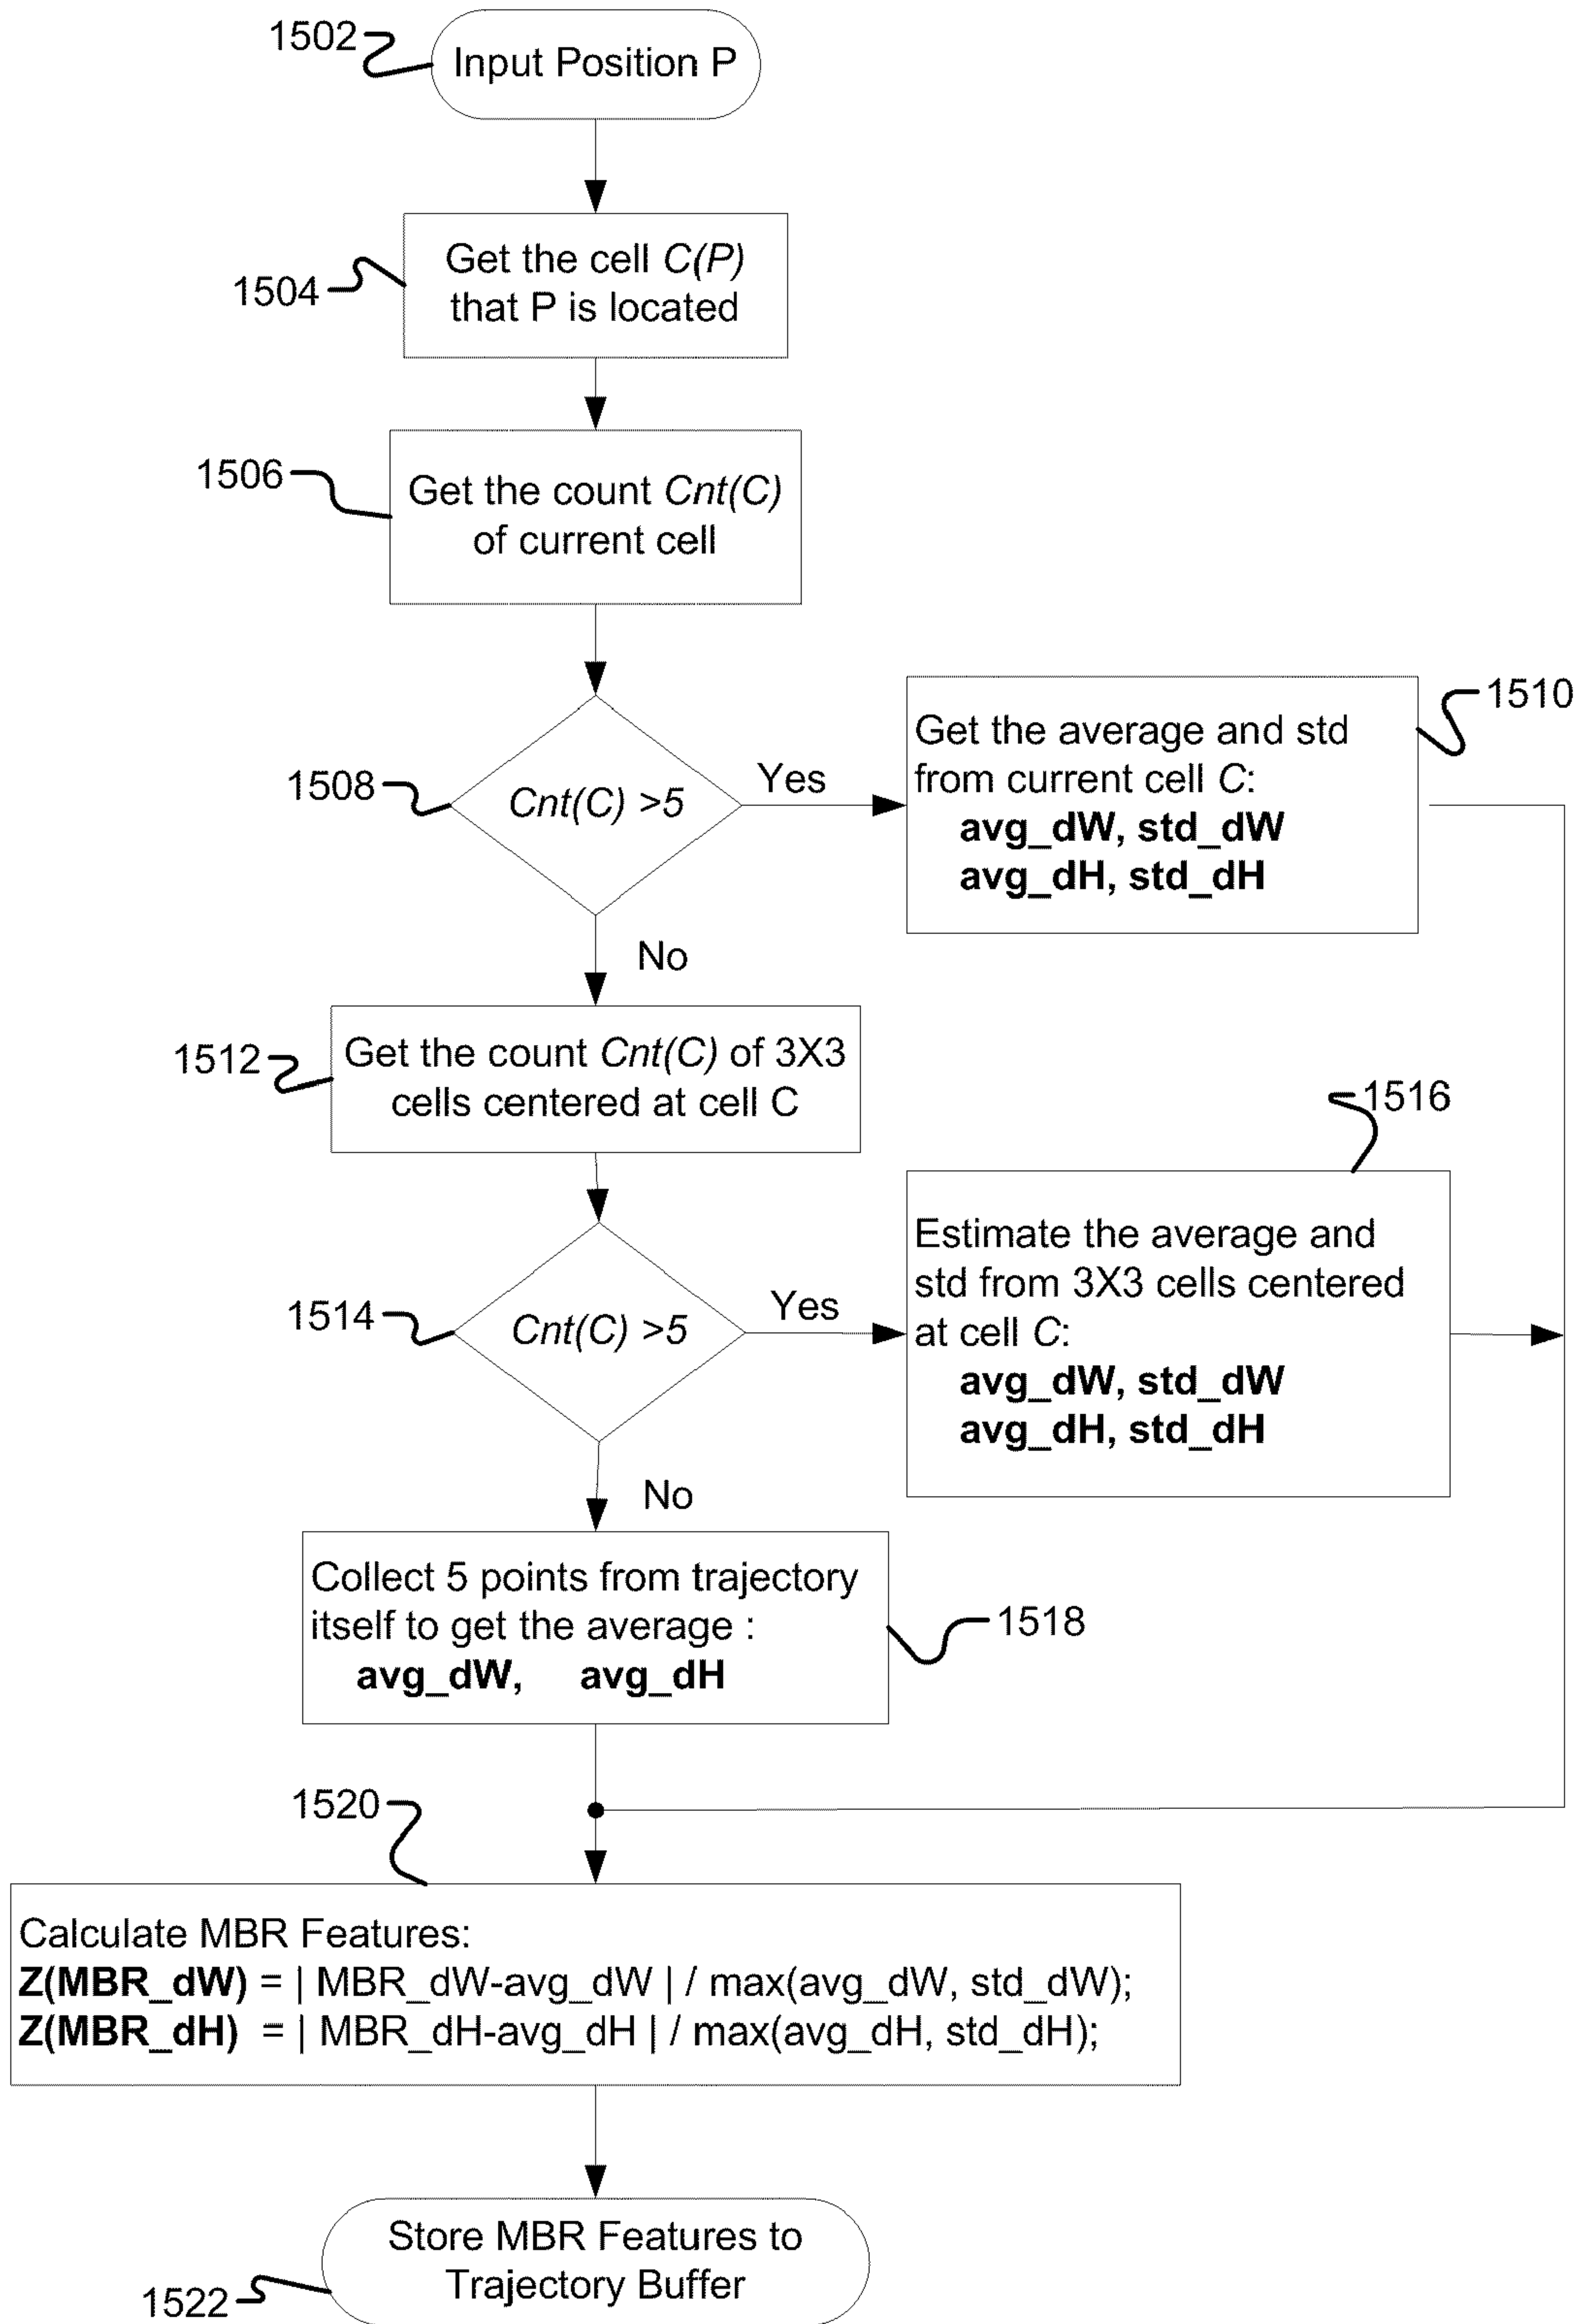 1502
Input Position P
1504
Get the cell C(P)
that P is located
1506
Get the count Cnt(C)
of current cell
1508
Cnt(C) >5
Yes
1510
Get the average and std
from current cell C:
avg_dW, std_dW
avg_dH, std_dH
No
1512
Get the count Cnt(C) of 3X3
cells centered at cell C
1514
Cnt(C) >5
Yes
1516
Estimate the average and
std from 3X3 cells centered
at cell C:
avg_dW, std_dW
avg_dH, std_dH
No
Collect 5 points from trajectory
itself to get the average :
avg_dW, avg_dH
1518
1520
Calculate MBR Features:
Z(MBR_dW) = | MBR_dW-avg_dW | / max(avg_dW, std_dW);
Z(MBR_dH) = | MBR_dH-avg_dH | / max(avg_dH, std_dH);
Store MBR Features to
Trajectory Buffer
1522